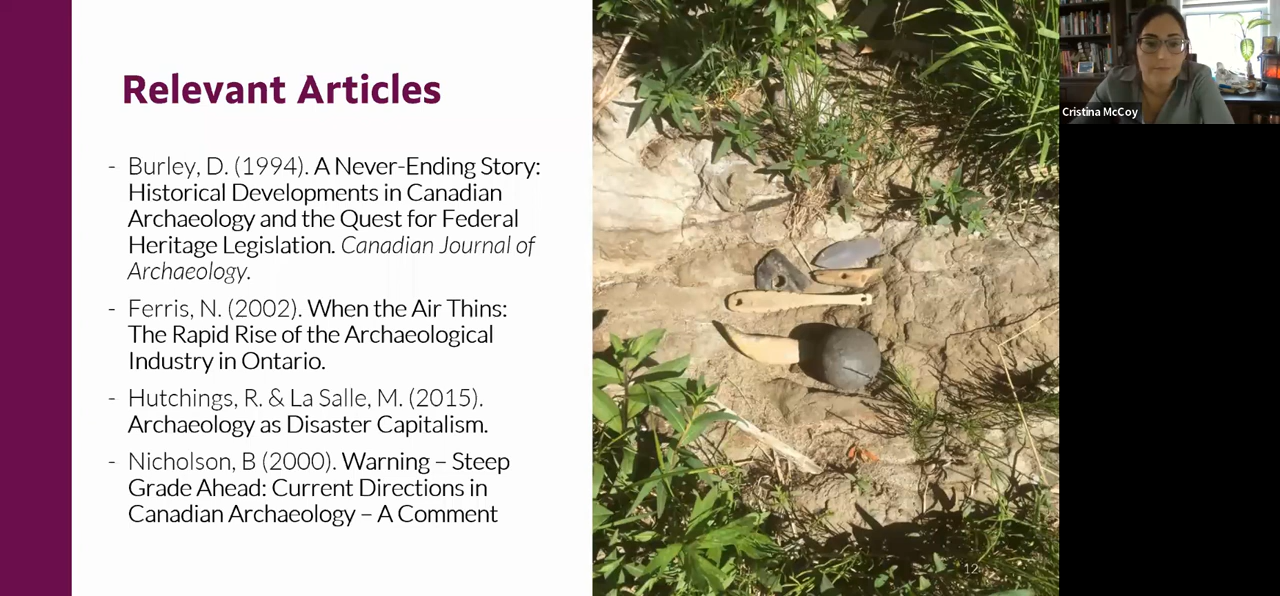 Relevant Articles
- Burley, D. (1994). A Never-Ending Story:
Historical Developments in Canadian
Archaeology and the Quest for Federal
Heritage Legislation. Canadian Journal of
Archaeology.
- Ferris, N. (2002). When the Air Thins:
The Rapid Rise of the Archaeological
Industry in Ontario.
- Hutchings, R. & La Salle, M. (2015).
Archaeology as Disaster Capitalism.
- Nicholson, B (2000). Warning – Steep
Grade Ahead: Current Directions in
Canadian Archaeology – A Comment
12
Cristina McCoy